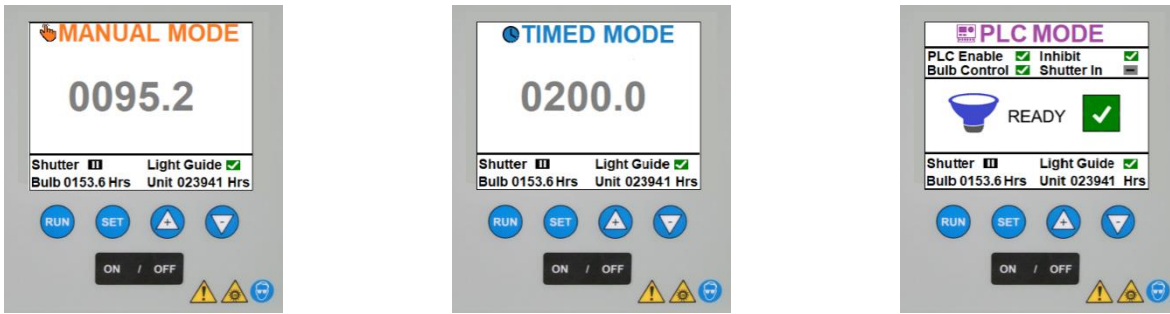 MANUAL MODE
0095.2
Shutter Light Guide
Bulb 0153.6 Hrs Unit 023941 Hrs
RUN SET + -
ON / OFF
TIMED MODE
0200.0
Shutter Light Guide
Bulb 0153.6 Hrs Unit 023941 Hrs
RUN SET + -
ON / OFF
PLC MODE
PLC Enable Inhibit
Bulb Control Shutter In
READY
Shutter Light Guide
Bulb 0153.6 Hrs Unit 023941 Hrs
RUN SET + -
ON / OFF